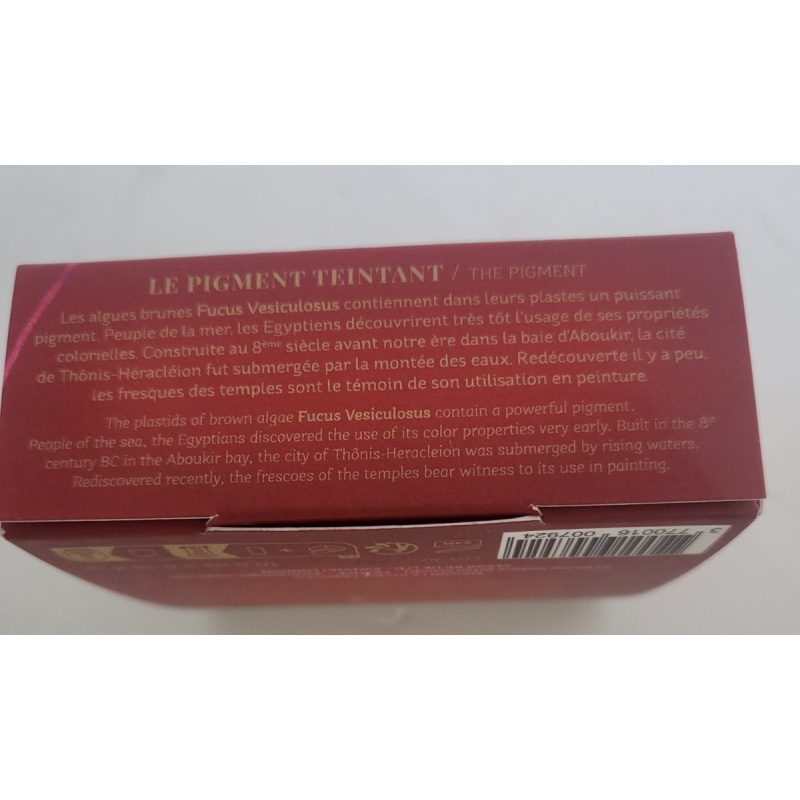 LE PIGMENT TEINTANT / THE PIGMENT
Les algues brunes Fucus Vesiculosus contiennent dans leurs plastes un puissant
pigment. Peuple de la mer, les Egyptiens découvrirent très tôt l'usage de ses propriétés
colorielles. Construite au 8ème siècle avant notre ère dans la baie d'Aboukir, la cité
de Thônis-Héracléion fut submergée par la montée des eaux. Redécouverte il y a peu,
les fresques des temples sont le témoin de son utilisation en peinture.
The plastids of brown algae Fucus Vesiculosus contain a powerful pigment.
People of the sea, the Egyptians discovered the use of its color properties very early. Built in the 8th
century BC in the Aboukir bay, the city of Thônis-Heracleion was submerged by rising waters.
Rediscovered recently, the frescoes of the temples bear witness to its use in painting.
3 770016 007924